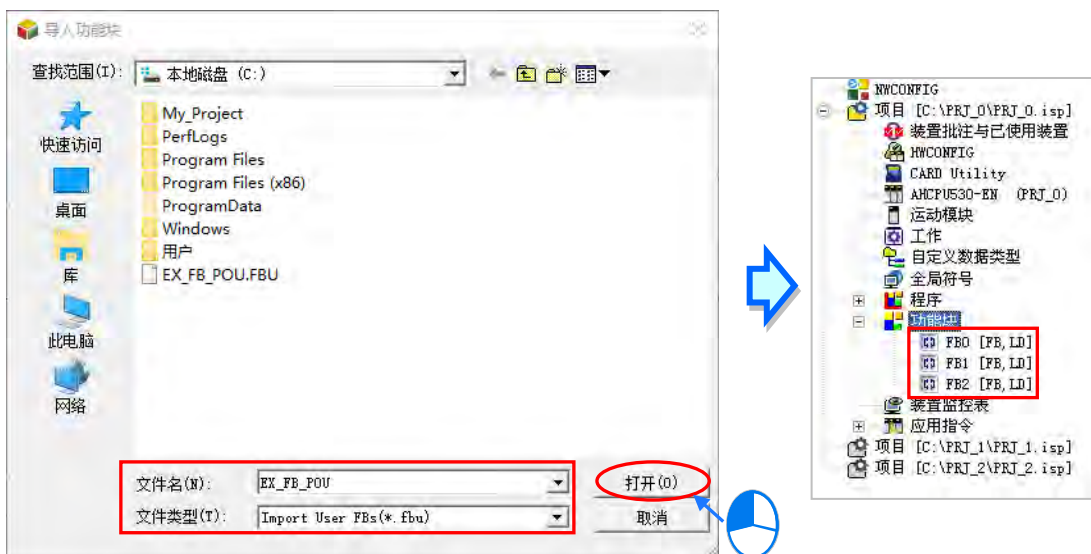 导入功能块
查找范围(I):
本地磁盘 (C:)
快速访问
桌面
库
此电脑
网络
My_Project
PerfLogs
Program Files
Program Files (x86)
ProgramData
Windows
用户
EX_FB_POU.FBU
文件名(N):
EX_FB_POU
打开(O)
文件类型(T):
Import User FBs(*.fbu)
取消
NWCONFIG
项目 [C:\PRJ_0\PRJ_0.isp]
装置批注与已使用装置
HWCONFIG
CARD Utility
AHCPU530-EN (PRJ_0)
运动模块
工作
自定义数据类型
全局符号
程序
功能块
FB0 [FB,LD]
FB1 [FB,LD]
FB2 [FB,LD]
装置监控表
应用指令
项目 [C:\PRJ_1\PRJ_1.isp]
项目 [C:\PRJ_2\PRJ_2.isp]